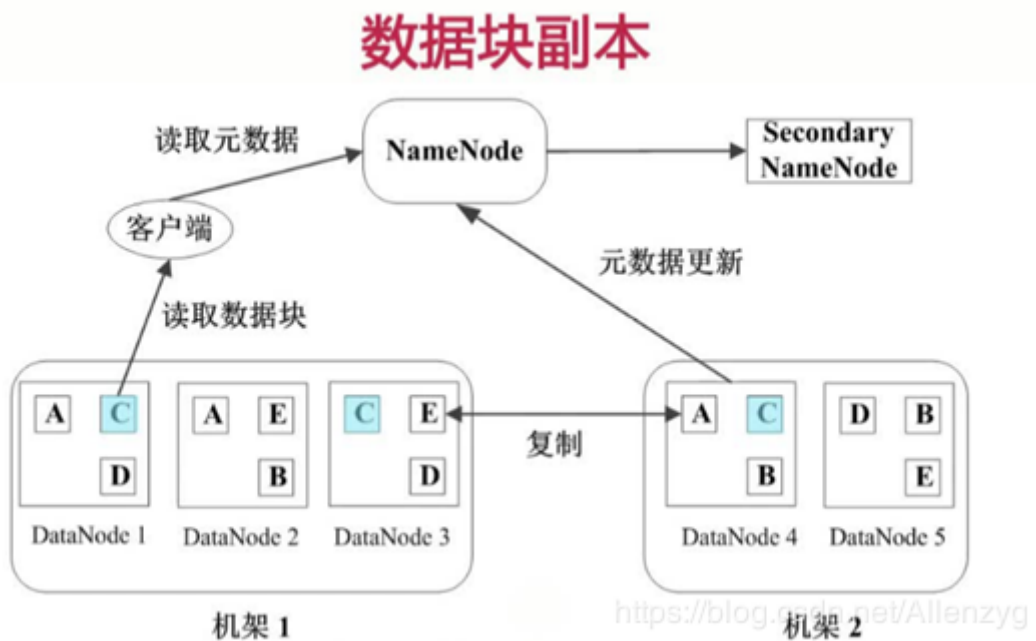 数据块副本
读取元数据
NameNode
Secondary
NameNode
客户端
元数据更新
读取数据块
A C
D
A E
B
C E
D
复制
A C
B
D B
E
DataNode 1
DataNode 2
DataNode 3
DataNode 4
DataNode 5
机架 1
机架 2
https://blog.csdn.net/Allenzyg